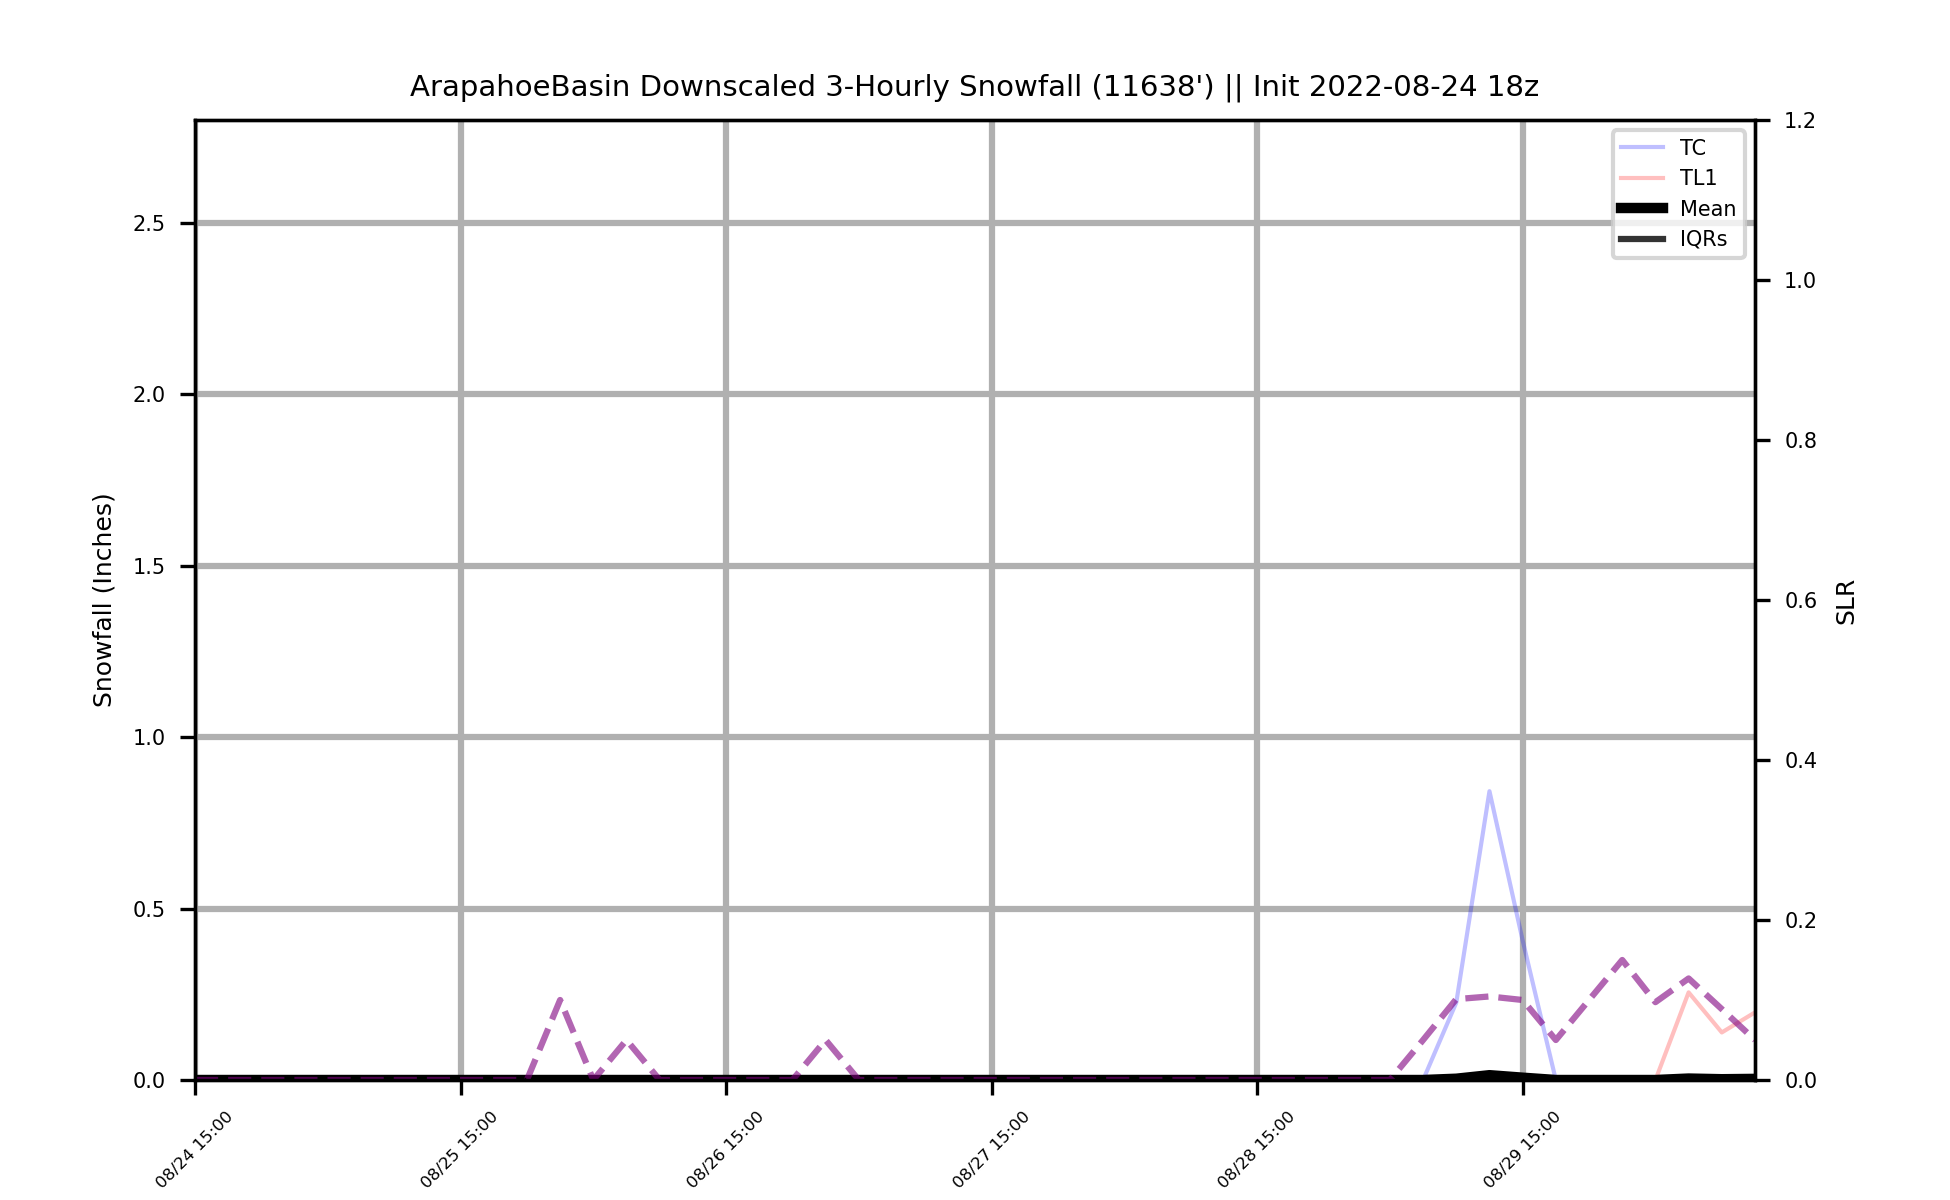 ArapahoeBasin Downscaled 3-Hourly Snowfall (11638') || Init 2022-08-24 18z
TC
TL1
Mean
IQRs
Snowfall (Inches)
2.5
2.0
1.5
1.0
0.5
0.0
1.2
1.0
0.8
0.6
0.4
0.2
0.0
SLR
08/24 15:00
08/25 15:00
08/26 15:00
08/27 15:00
08/28 15:00
08/29 15:00